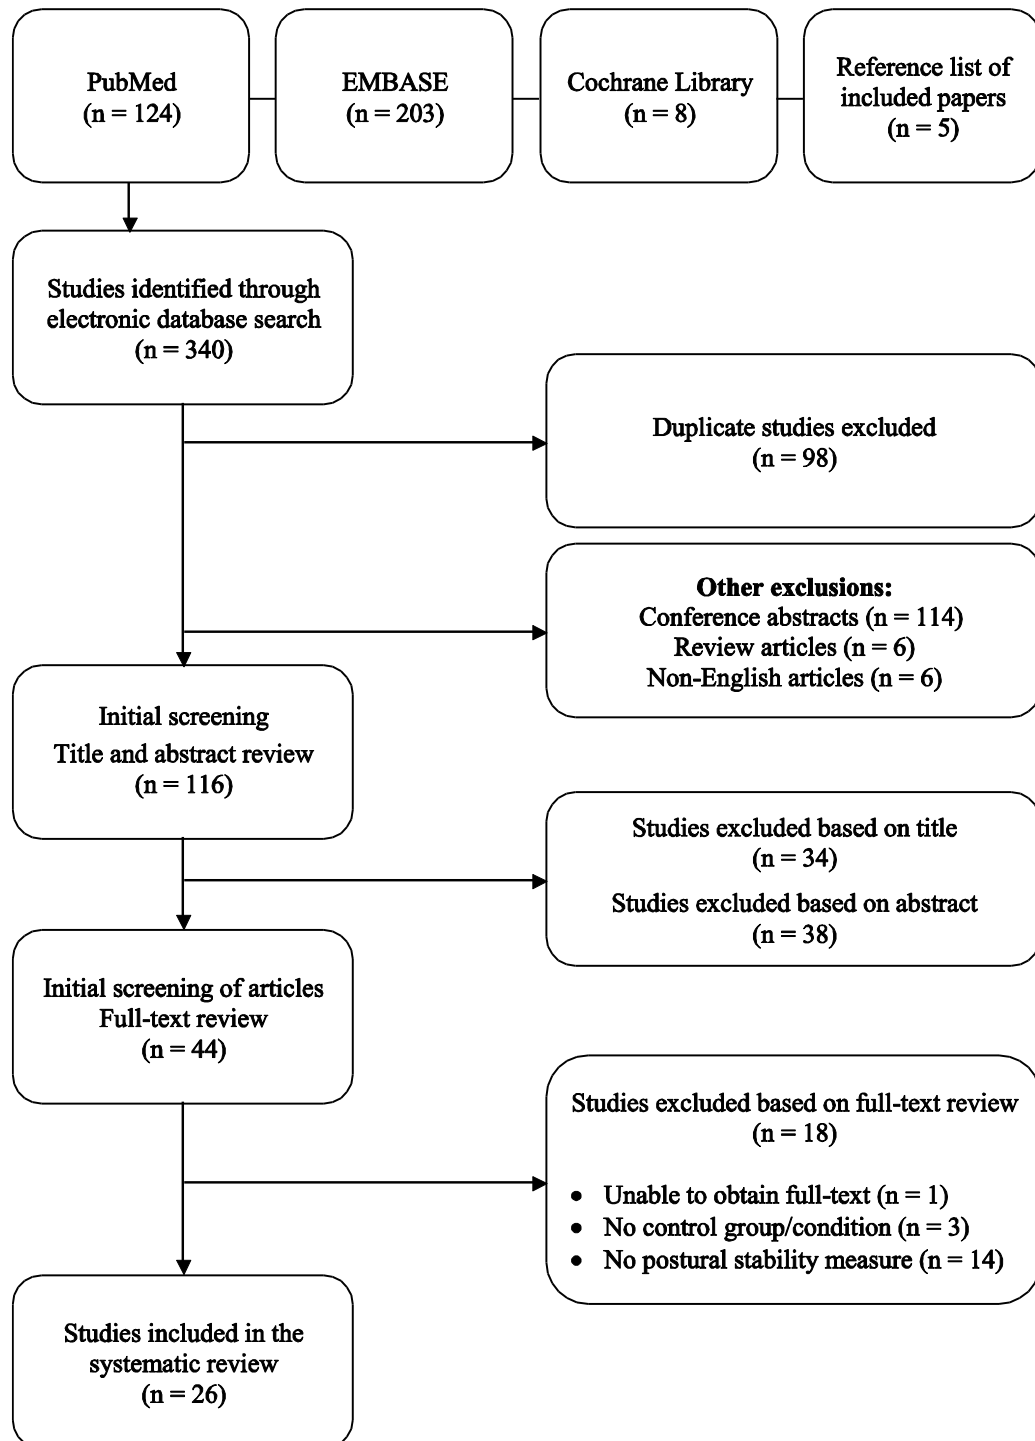 PubMed
(n = 124)
EMBASE
(n = 203)
Cochrane Library
(n = 8)
Reference list of
included papers
(n = 5)
Studies identified through
electronic database search
(n = 340)
Duplicate studies excluded
(n = 98)
Other exclusions:
Conference abstracts (n = 114)
Review articles (n = 6)
Non-English articles (n = 6)
Initial screening
Title and abstract review
(n = 116)
Studies excluded based on title
(n = 34)
Studies excluded based on abstract
(n = 38)
Initial screening of articles
Full-text review
(n = 44)
Studies excluded based on full-text review
(n = 18)
• Unable to obtain full-text (n = 1)
• No control group/condition (n = 3)
• No postural stability measure (n = 14)
Studies included in the
systematic review
(n = 26)